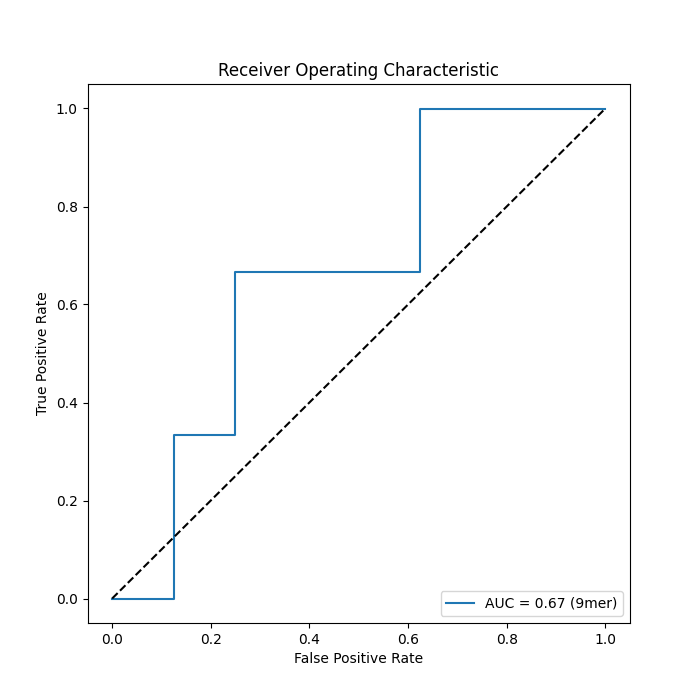 Receiver Operating Characteristic
1.0
0.8
0.6
0.4
0.2
0.0
True Positive Rate
AUC = 0.67 (9mer)
0.0 0.2 0.4 0.6 0.8 1.0
False Positive Rate